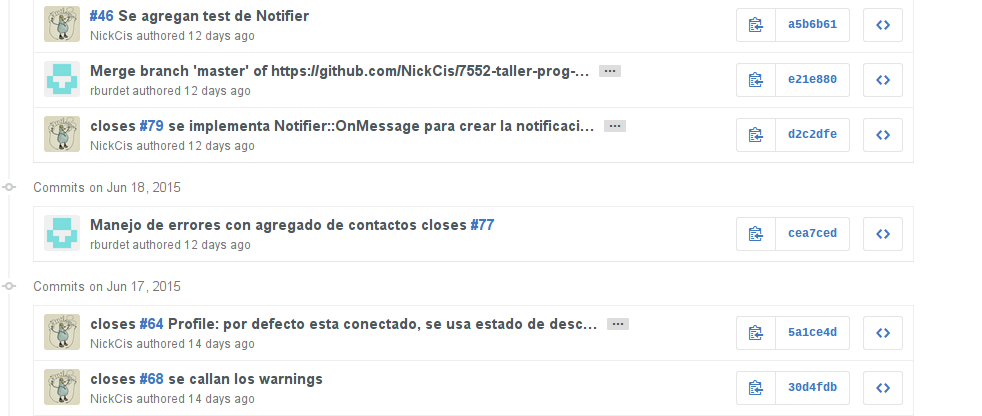 #46 Se agregan test de Notifier
NickCis authored 12 days ago
a5b6b61
Merge branch 'master' of https://github.com/NickCis/7552-taller-prog-… ...
rburdet authored 12 days ago
e21e880
closes #79 se implementa Notifier::OnMessage para crear la notificaci… ...
NickCis authored 12 days ago
d2c2dfe
Commits on Jun 18, 2015
Manejo de errores con agregado de contactos closes #77
rburdet authored 12 days ago
cea7ced
Commits on Jun 17, 2015
closes #64 Profile: por defecto esta conectado, se usa estado de desc… ...
NickCis authored 14 days ago
5a1ce4d
closes #68 se callan los warnings
NickCis authored 14 days ago
30d4fdb